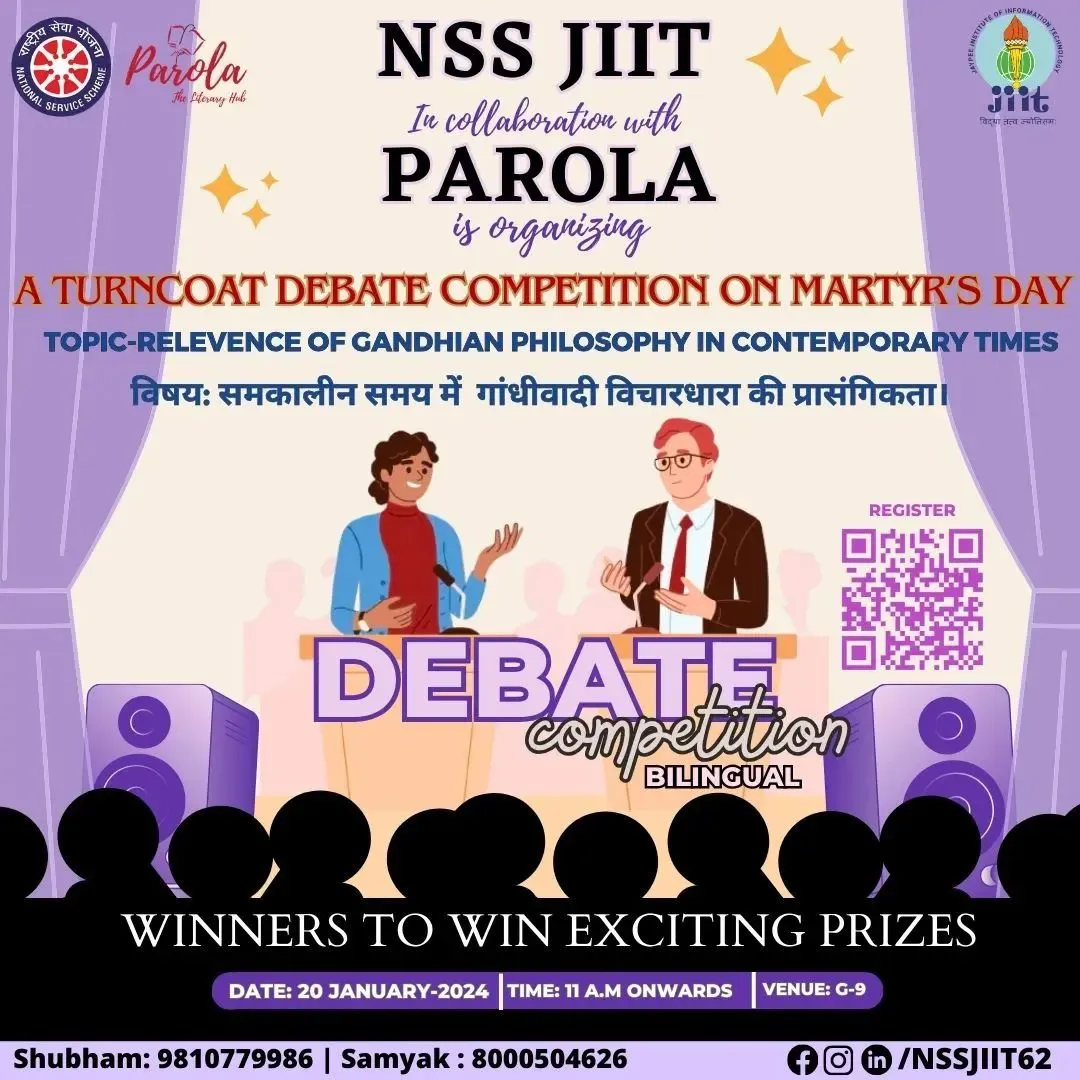 राष्ट्रीय सेवा योजना
NATIONAL SERVICE SCHEME
Parola
The Literary Hub
NSS JIIT
In collaboration with
PAROLA
is organizing
JAYPEE INSTITUTE OF INFORMATION TECHNOLOGY
jiit
विद्या तत्व ज्योतिसमः
A TURNCOAT DEBATE COMPETITION ON MARTYR'S DAY
TOPIC-RELEVENCE OF GANDHIAN PHILOSOPHY IN CONTEMPORARY TIMES
विषय: समकालीन समय में गांधीवादी विचारधारा की प्रासंगिकता।
REGISTER
DEBATE
competition
BILINGUAL
WINNERS TO WIN EXCITING PRIZES
DATE: 20 JANUARY-2024 | TIME: 11 A.M ONWARDS | VENUE: G-9
Shubham: 9810779986 | Samyak : 8000504626
/NSSJIIT62